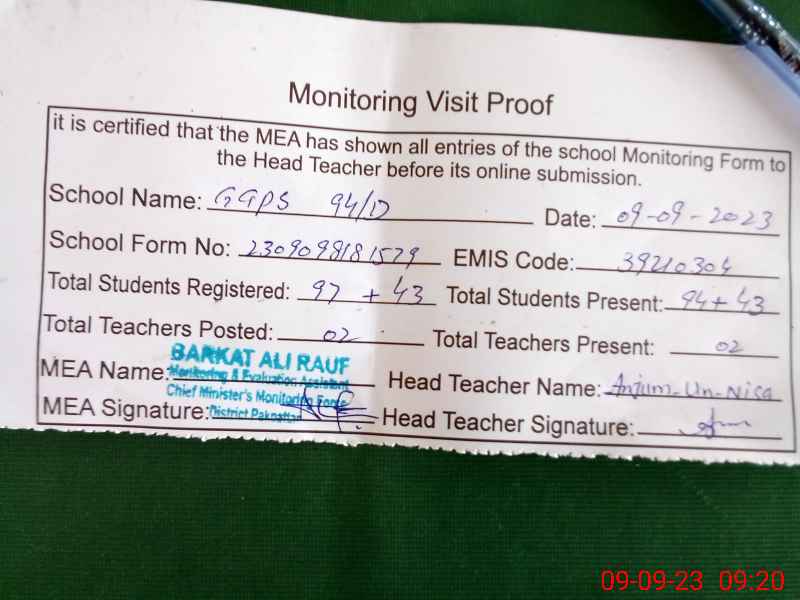 Monitoring Visit Proof
it is certified that the MEA has shown all entries of the school Monitoring Form to
the Head Teacher before its online submission.
School Name: GGPS 94/D Date: 09-09-2023
School Form No: 2309098181579 EMIS Code: 39210304
Total Students Registered: 97 + 43 Total Students Present: 94 + 43
Total Teachers Posted: 02 Total Teachers Present: 02
BARKAT ALI RAUF
MEA Name: Monitoring & Evaluation Assistant Head Teacher Name: Anjum-Un-Nisa
Chief Minister's Monitoring Force
MEA Signature: District Pakpattan Head Teacher Signature:
09-09-23 09:20